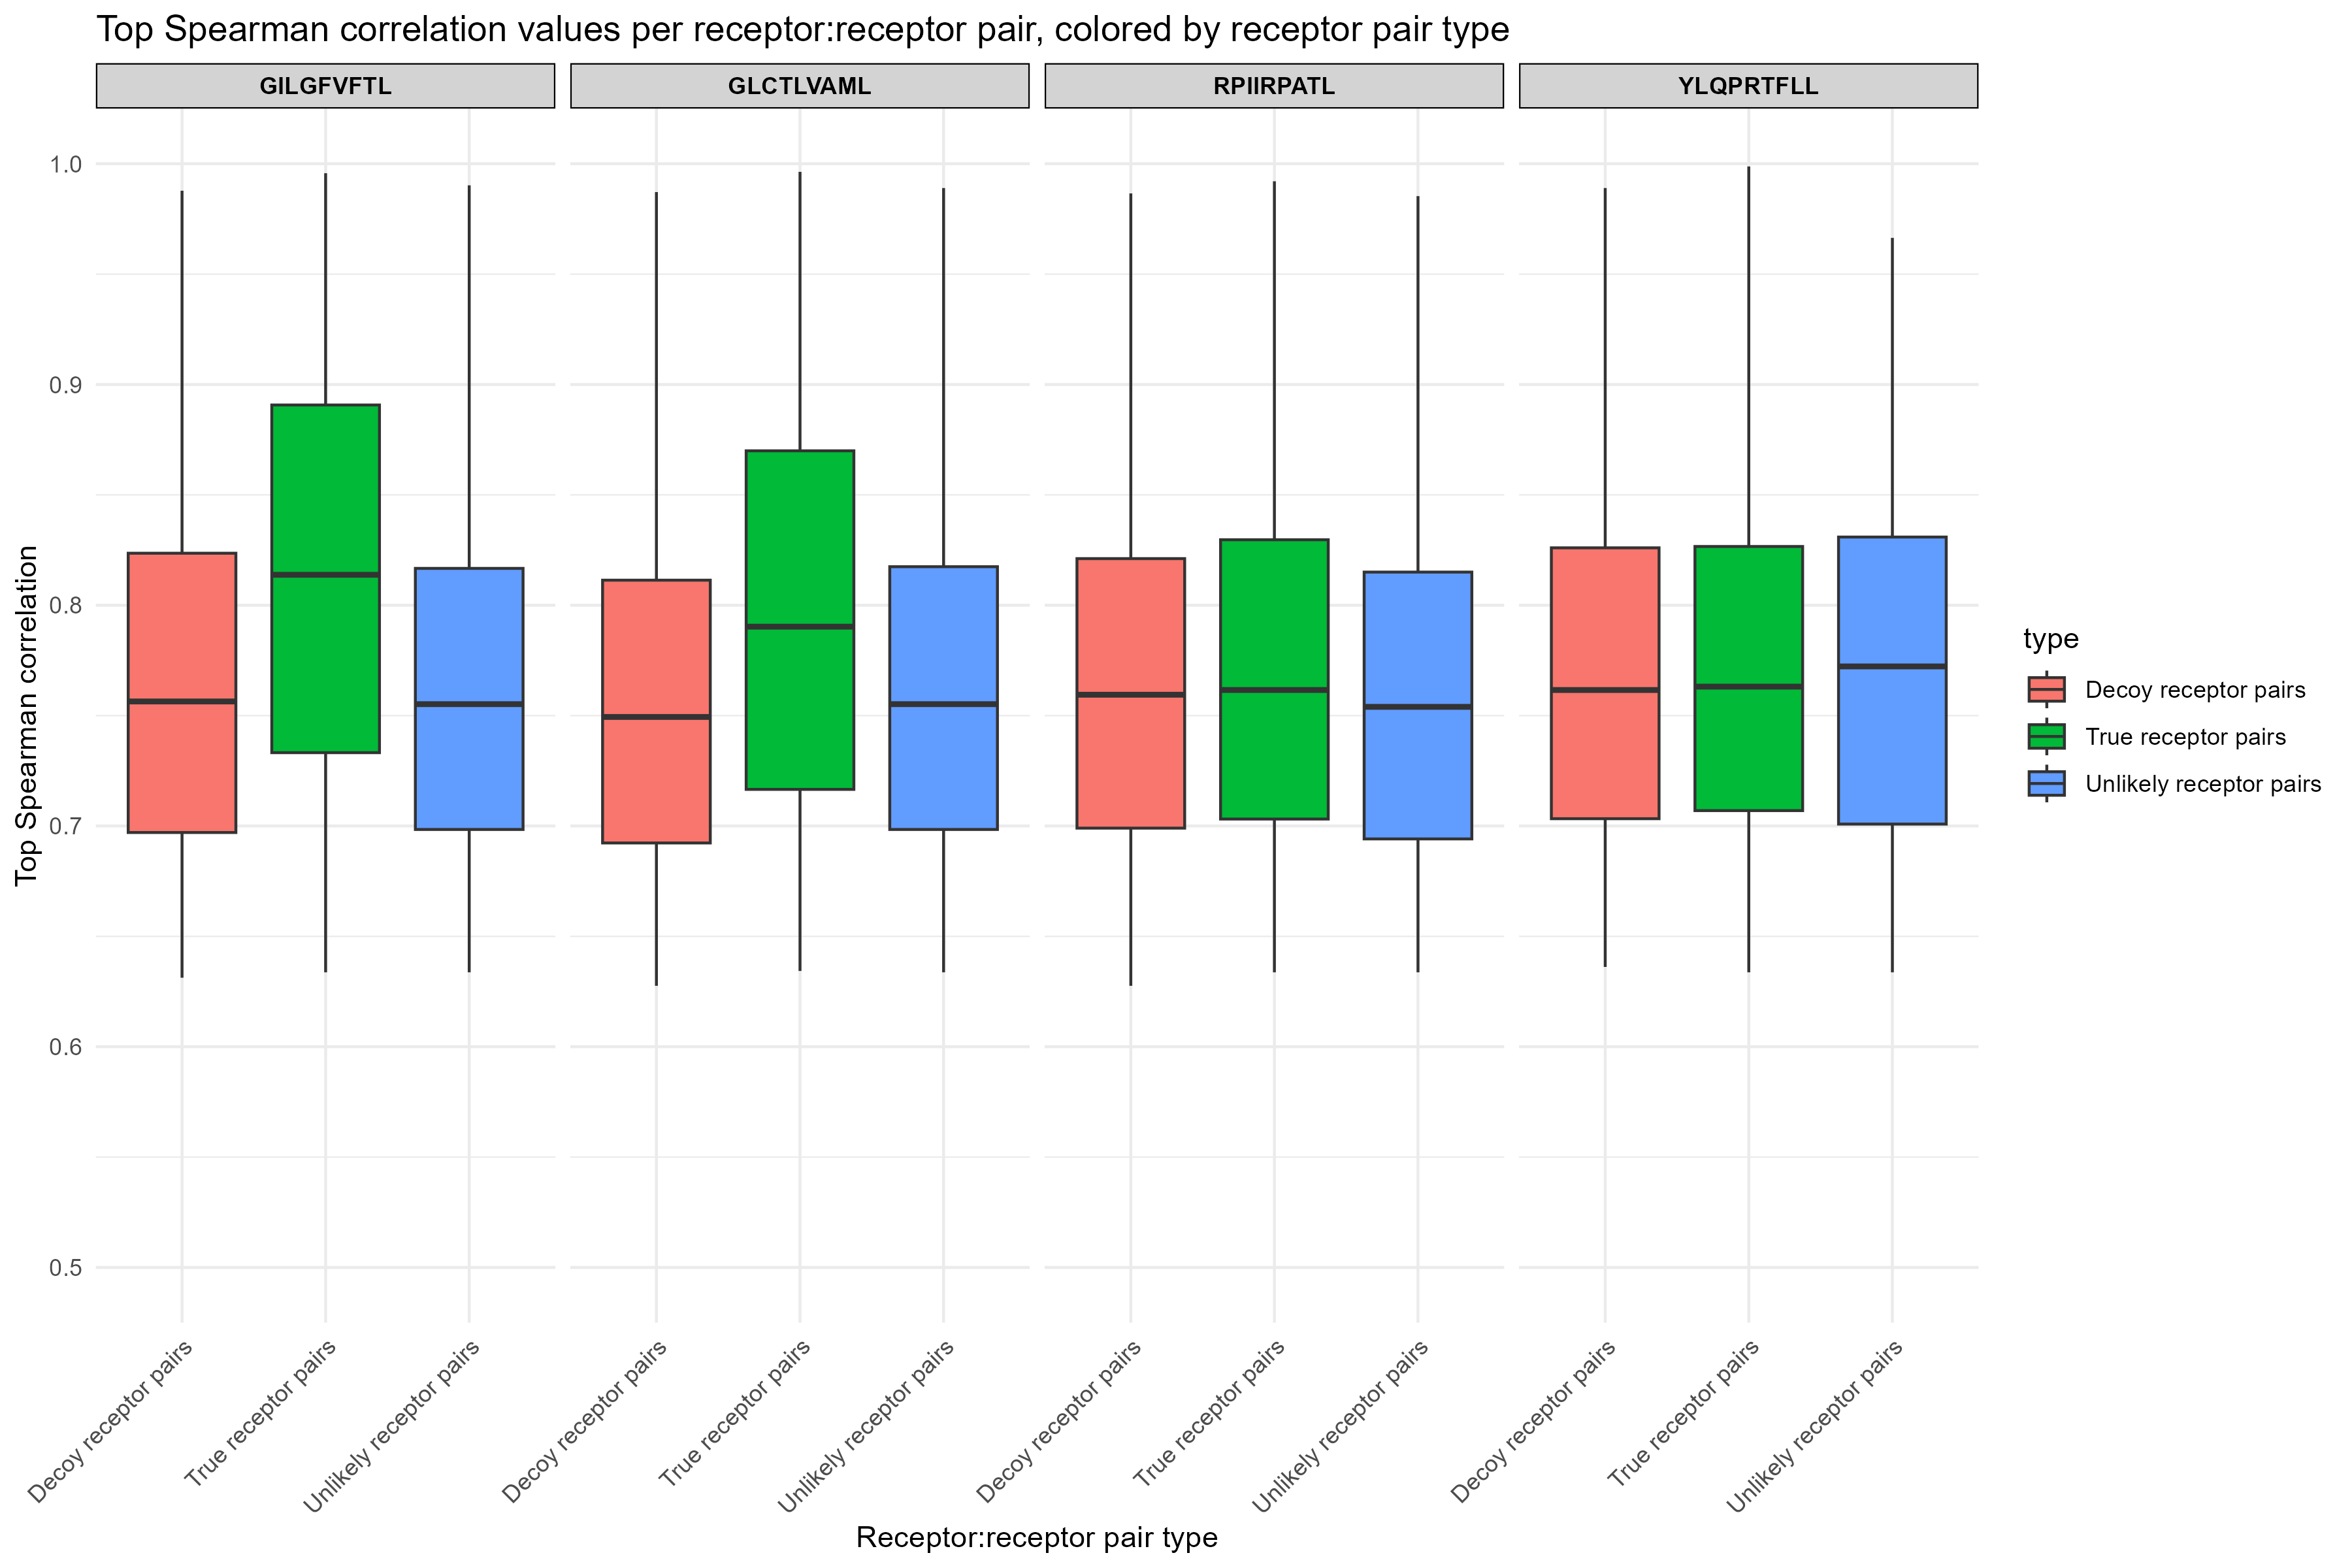 Top Spearman correlation values per receptor:receptor pair, colored by receptor pair type
GILGFVFTL
GLCTLVAML
RPIIRPATL
YLQPRTFLL
Top Spearman correlation
1.0
0.9
0.8
0.7
0.6
0.5
Decoy receptor pairs
True receptor pairs
Unlikely receptor pairs
Decoy receptor pairs
True receptor pairs
Unlikely receptor pairs
Decoy receptor pairs
True receptor pairs
Unlikely receptor pairs
Decoy receptor pairs
True receptor pairs
Unlikely receptor pairs
Receptor:receptor pair type
type
Decoy receptor pairs
True receptor pairs
Unlikely receptor pairs